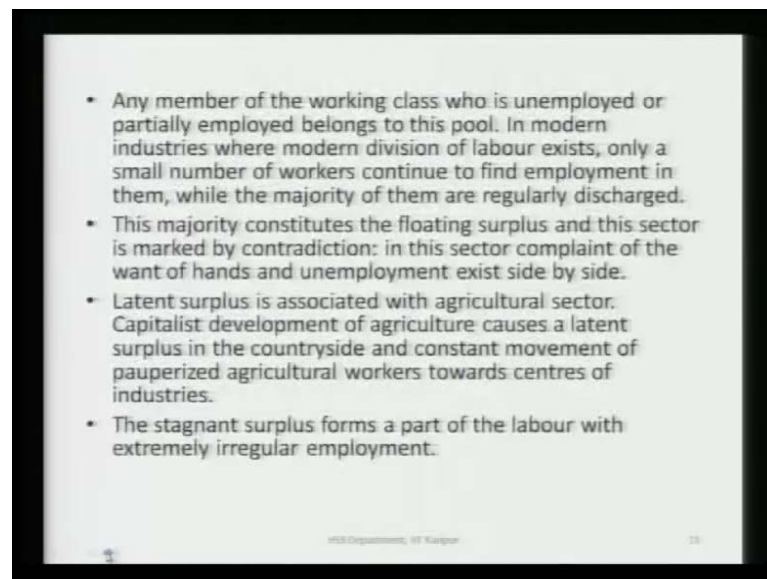 • Any member of the working class who is unemployed or
partially employed belongs to this pool. In modern
industries where modern division of labour exists, only a
small number of workers continue to find employment in
them, while the majority of them are regularly discharged.
• This majority constitutes the floating surplus and this sector
is marked by contradiction: in this sector complaint of the
want of hands and unemployment exist side by side.
• Latent surplus is associated with agricultural sector.
Capitalist development of agriculture causes a latent
surplus in the countryside and constant movement of
pauperized agricultural workers towards centres of
industries.
• The stagnant surplus forms a part of the labour with
extremely irregular employment.
HSS Department, IIT Kanpur